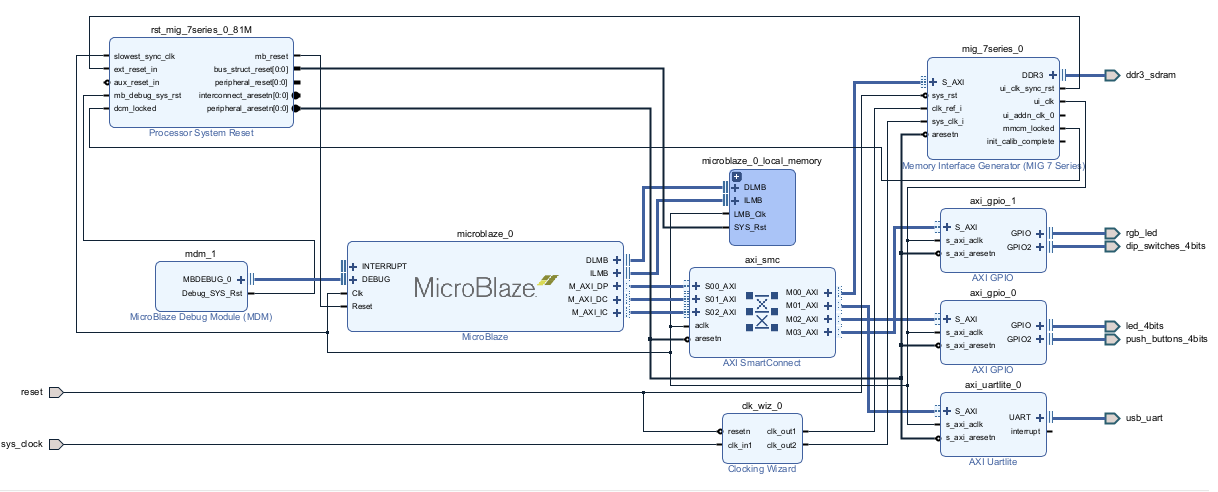 rst_mig_7series_0_81M
slowest_sync_clk
ext_reset_in
aux_reset_in
mb_debug_sys_rst
dcm_locked
mb_reset
bus_struct_reset[0:0]
peripheral_reset[0:0]
interconnect_aresetn[0:0]
peripheral_aresetn[0:0]
Processor System Reset
mig_7series_0
S_AXI
sys_rst
clk_ref_i
sys_clk_i
aresetn
DDR3
ui_clk_sync_rst
ui_clk
ui_addn_clk_0
mmcm_locked
init_calib_complete
Memory Interface Generator (MIG 7 Series)
ddr3_sdram
microblaze_0_local_memory
DLMB
ILMB
LMB_Clk
SYS_Rst
axi_gpio_1
S_AXI
s_axi_aclk
s_axi_aresetn
GPIO
GPIO2
AXI GPIO
rgb_led
dip_switches_4bits
mdm_1
MBDEBUG_0
Debug_SYS_Rst
MicroBlaze Debug Module (MDM)
microblaze_0
INTERRUPT
DEBUG
Clk
Reset
MicroBlaze
DLMB
ILMB
M_AXI_DP
M_AXI_DC
M_AXI_IC
MicroBlaze
axi_smc
S00_AXI
S01_AXI
S02_AXI
aclk
aresetn
M00_AXI
M01_AXI
M02_AXI
M03_AXI
AXI SmartConnect
axi_gpio_0
S_AXI
s_axi_aclk
s_axi_aresetn
GPIO
GPIO2
AXI GPIO
led_4bits
push_buttons_4bits
reset
sys_clock
clk_wiz_0
resetn
clk_in1
clk_out1
clk_out2
Clocking Wizard
axi_uartlite_0
S_AXI
s_axi_aclk
s_axi_aresetn
UART
interrupt
AXI Uartlite
usb_uart